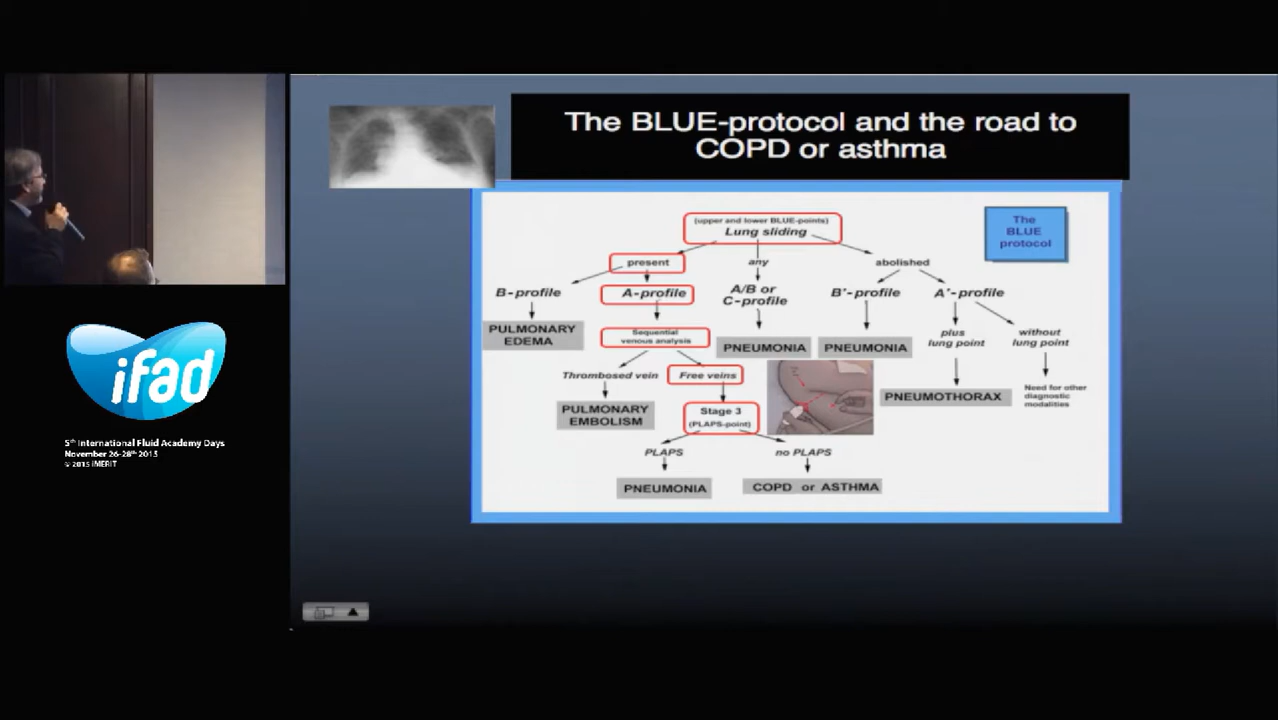 The BLUE-protocol and the road to
COPD or asthma
(upper and lower BLUE-points)
Lung sliding
The
BLUE
protocol
present
any
abolished
B-profile
A-profile
A/B or
C-profile
B'-profile
A'-profile
PULMONARY
EDEMA
Sequential
venous analysis
PNEUMONIA
PNEUMONIA
plus
lung point
without
lung point
Thrombosed vein
Free veins
PNEUMOTHORAX
Need for other
diagnostic
modalities
PULMONARY
EMBOLISM
Stage 3
(PLAPS-point)
PLAPS
no PLAPS
PNEUMONIA
COPD or ASTHMA
ifad
5th International Fluid Academy Days
November 26-28th 2015
© 2015 iMERIT